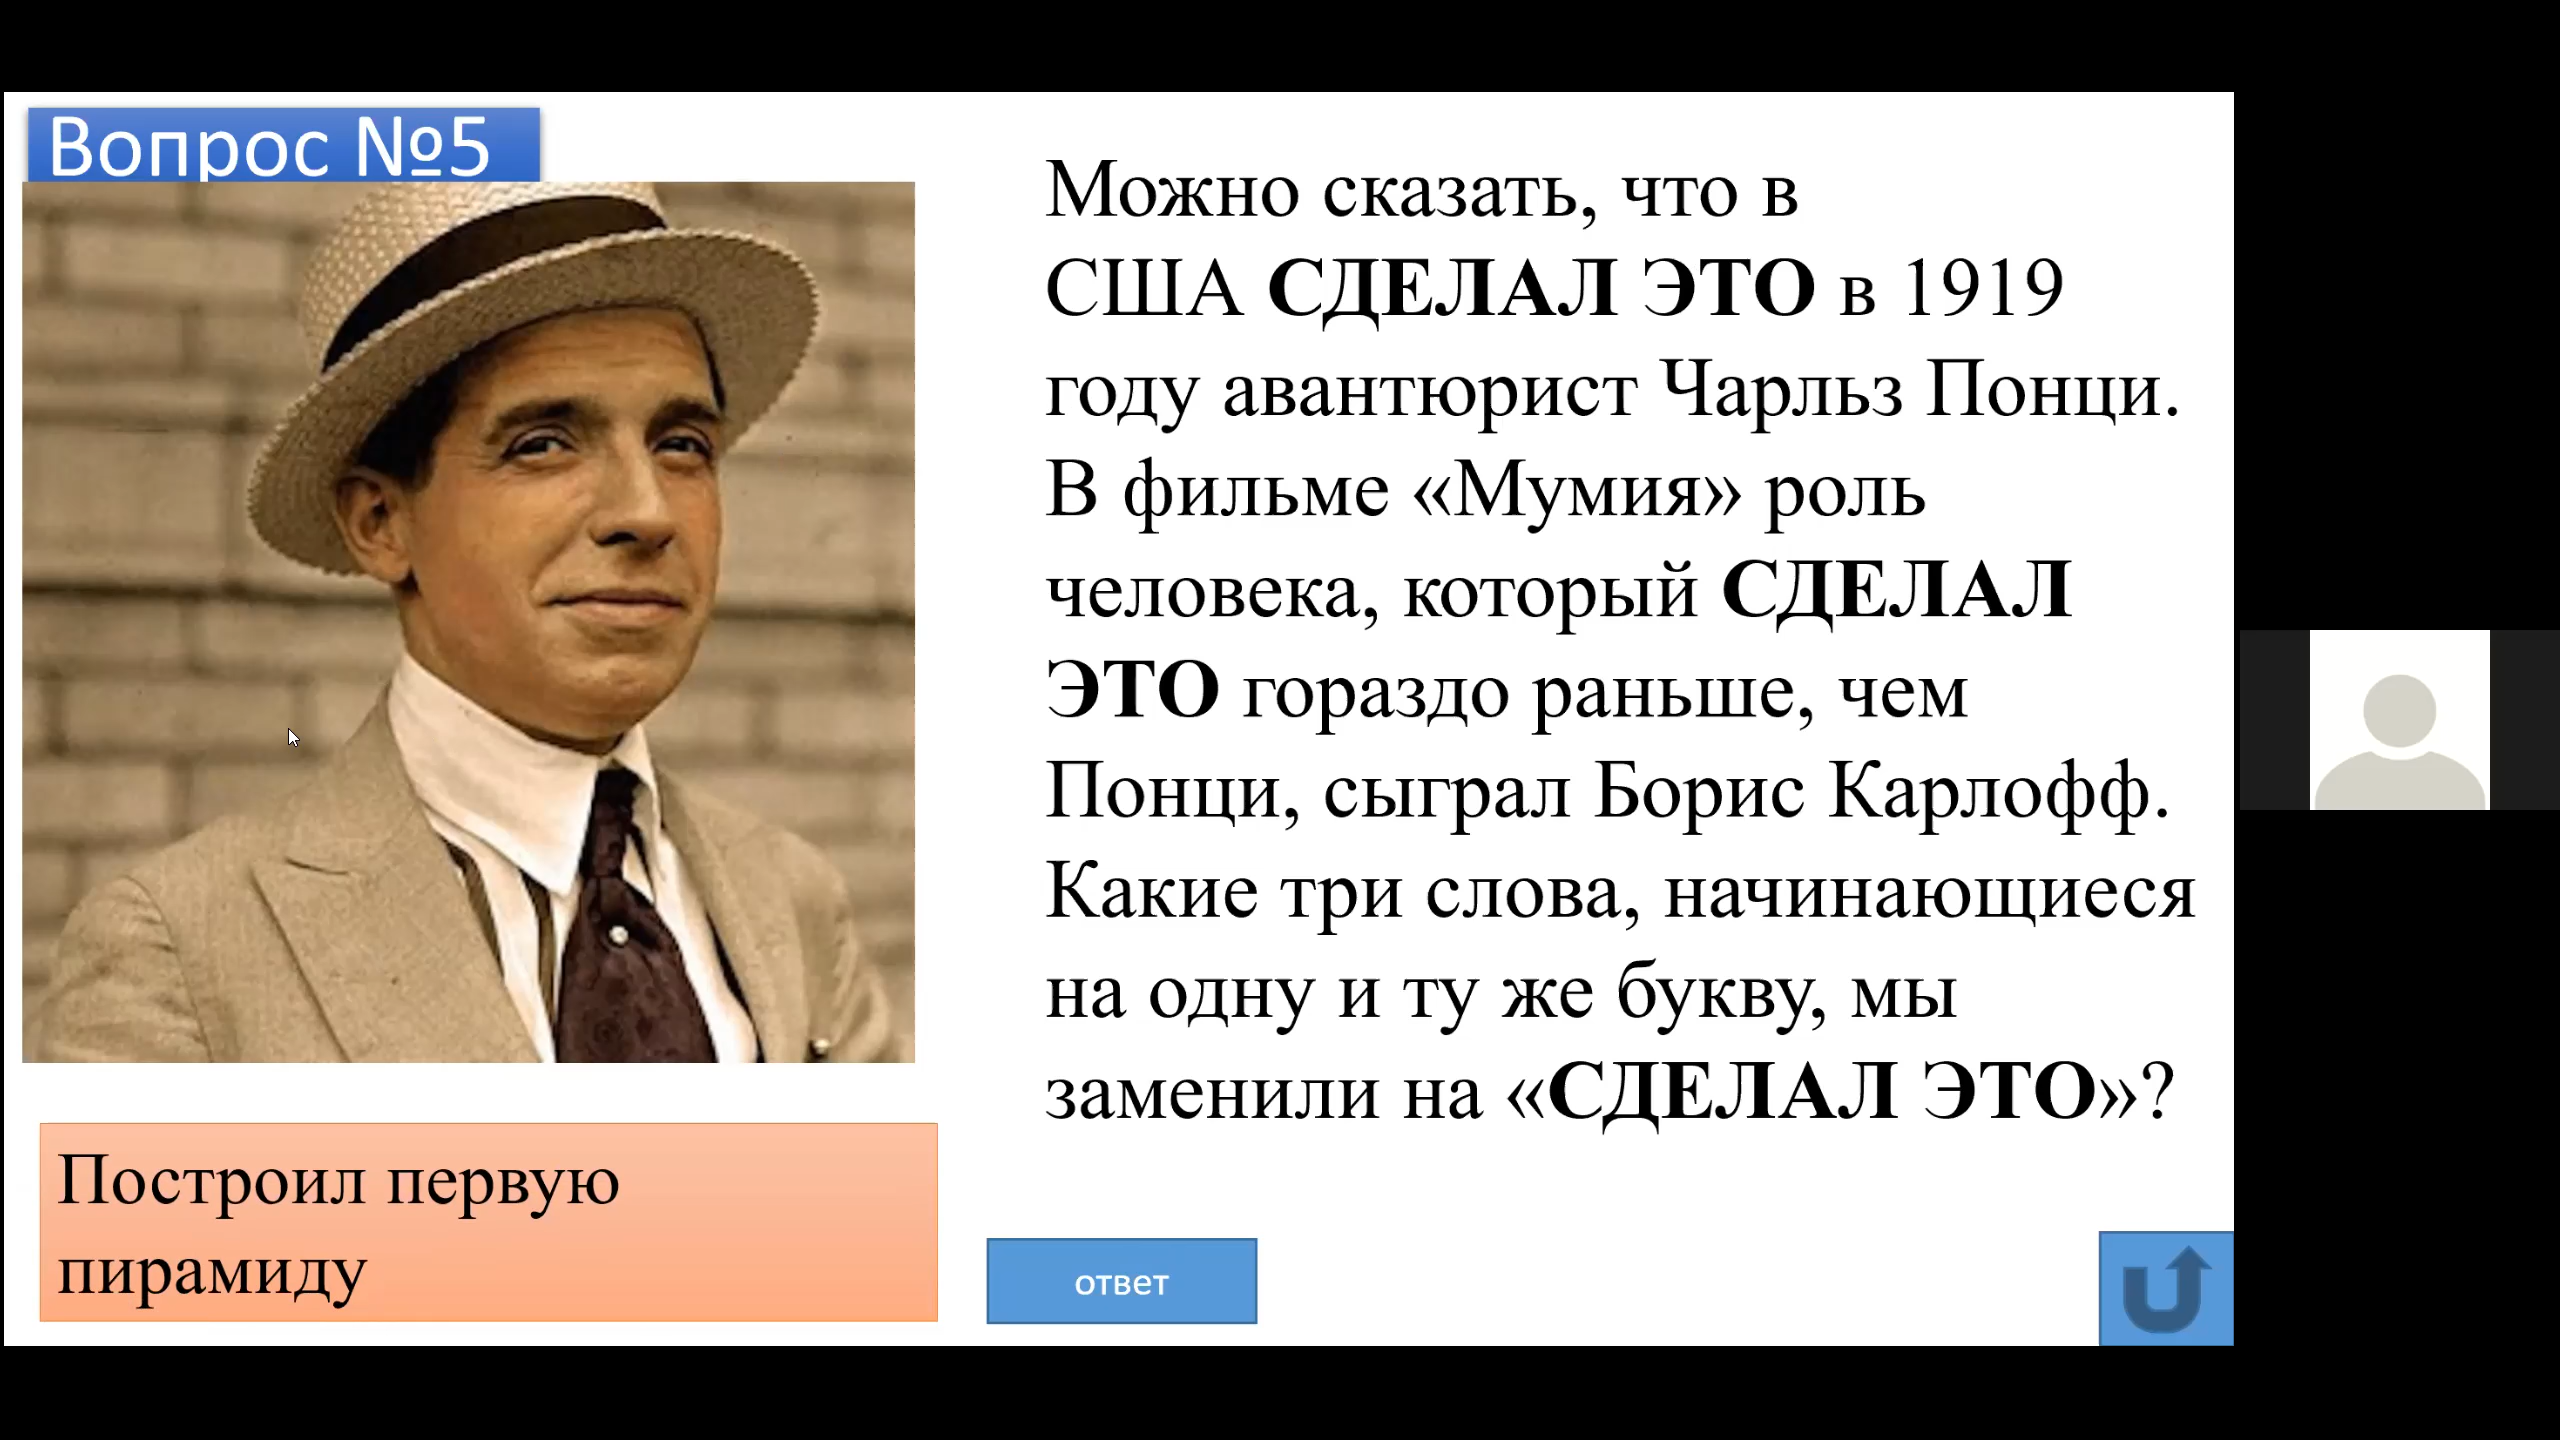 Вопрос №5
Можно сказать, что в
США СДЕЛАЛ ЭТО в 1919
году авантюрист Чарльз Понци.
В фильме «Мумия» роль
человека, который СДЕЛАЛ
ЭТО гораздо раньше, чем
Понци, сыграл Борис Карлофф.
Какие три слова, начинающиеся
на одну и ту же букву, мы
заменили на «СДЕЛАЛ ЭТО»?
Построил первую
пирамиду
ответ